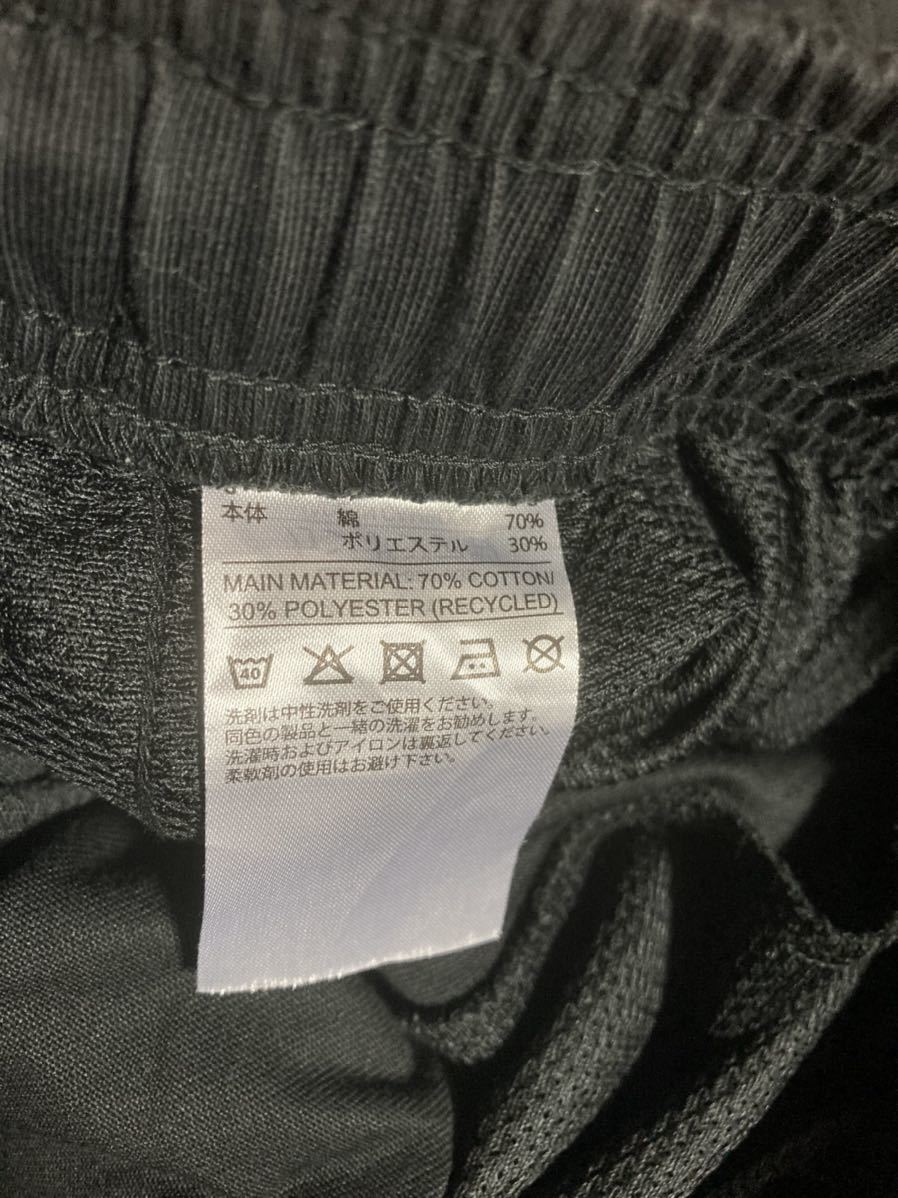 本体 綿 70%
ポリエステル 30%
MAIN MATERIAL: 70% COTTON/
30% POLYESTER (RECYCLED)
40
洗剤は中性洗剤をご使用ください。
同色の製品と一緒の洗濯をお勧めします。
洗濯時およびアイロンは裏返してください。
柔軟剤の使用はお避け下さい。